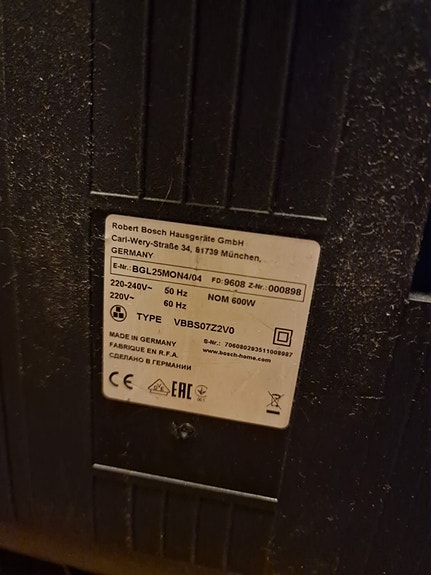 Robert Bosch Hausgeräte GmbH
Carl-Wery-Straße 34, 81739 München,
GERMANY
E-Nr.: BGL25MON4/04 FD: 9608 Z-Nr.: 000898
220-240V~ 50 Hz NOM 600W
220V~ 60 Hz
TYPE VBBS07Z2V0
S-Nr.: 706080293511008987
MADE IN GERMANY www.bosch-home.com
FABRIQUE EN R.F.A.
СДЕЛАНО В ГЕРМАНИИ
CE EAC